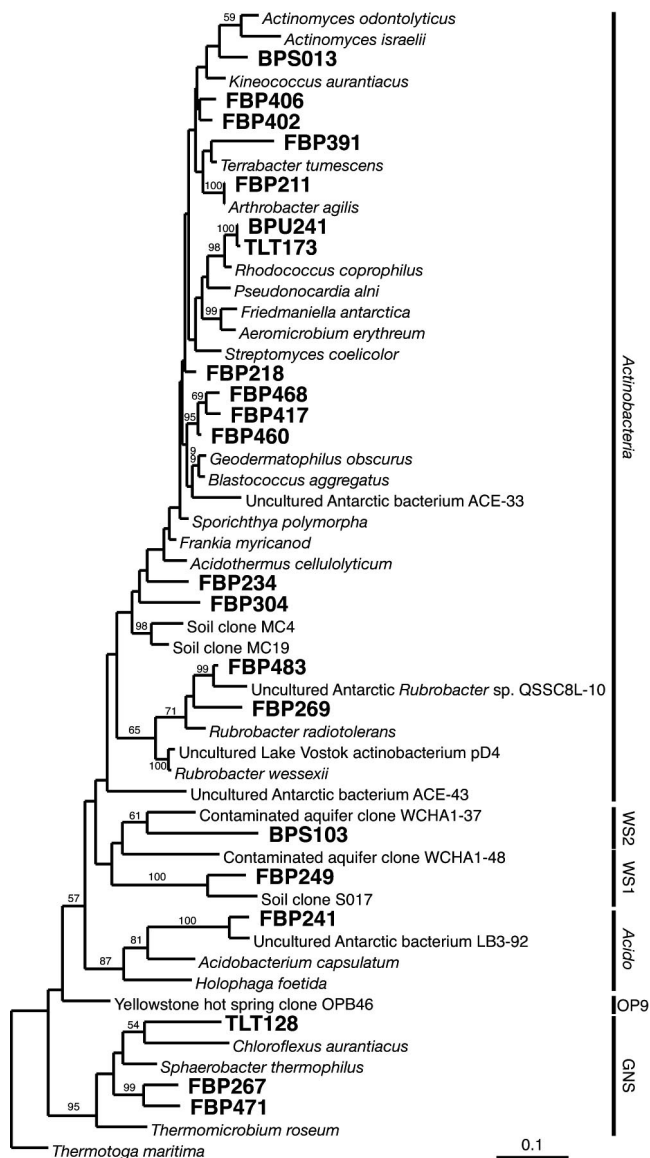 59
Actinomyces odontolyticus
Actinomyces israelii
BPS013
Kineococcus aurantiacus
FBP406
FBP402
FBP391
Terrabacter tumescens
100
FBP211
Arthrobacter agilis
100
BPU241
TLT173
98
Rhodococcus coprophilus
Pseudonocardia alni
99
Friedmaniella antarctica
Aeromicrobium erythreum
Streptomyces coelicolor
FBP218
69
FBP468
95
FBP417
FBP460
99
Geodermatophilus obscurus
Blastococcus aggregatus
Uncultured Antarctic bacterium ACE-33
Sporichthya polymorpha
Frankia myricanod
Acidothermus cellulolyticum
FBP234
FBP304
98
Soil clone MC4
Soil clone MC19
99
FBP483
Uncultured Antarctic Rubrobacter sp. QSSC8L-10
71
FBP269
65
Rubrobacter radiotolerans
Uncultured Lake Vostok actinobacterium pD4
100
Rubrobacter wessexii
Uncultured Antarctic bacterium ACE-43
Actinobacteria
61
Contaminated aquifer clone WCHA1-37
BPS103
WS2
Contaminated aquifer clone WCHA1-48
100
FBP249
Soil clone S017
WS1
57
100
FBP241
81
Uncultured Antarctic bacterium LB3-92
87
Acidobacterium capsulatum
Holophaga foetida
Acido
Yellowstone hot spring clone OPB46
OP9
54
TLT128
Chloroflexus aurantiacus
Sphaerobacter thermophilus
99
FBP267
FBP471
95
Thermomicrobium roseum
GNS
Thermotoga maritima
0.1